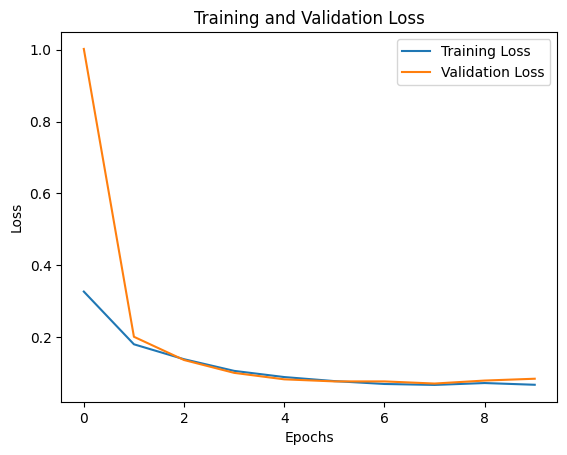 Training and Validation Loss
Training Loss
Validation Loss
1.0
0.8
0.6
0.4
0.2
Loss
0 2 4 6 8
Epochs